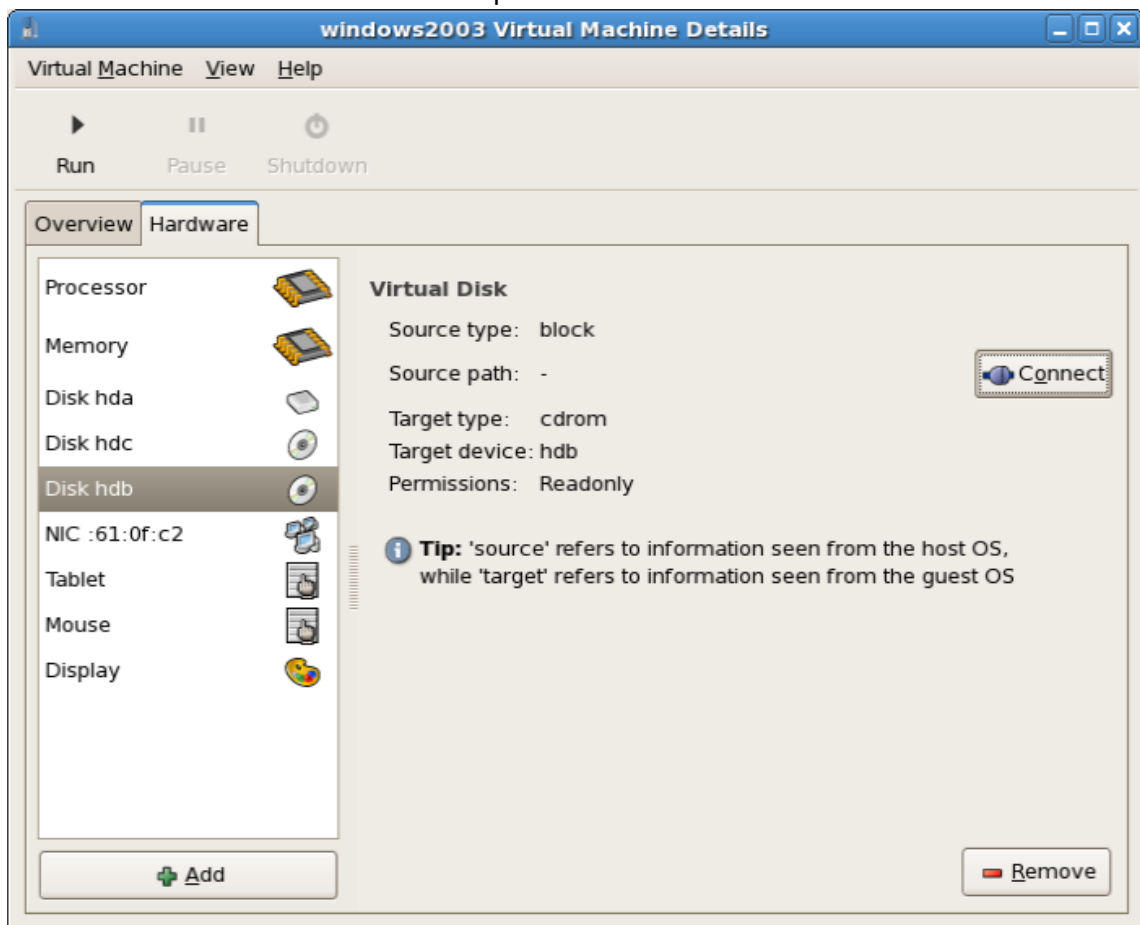 windows2003 Virtual Machine Details
Virtual Machine View Help
Run Pause Shutdown
Overview Hardware
Processor
Memory
Disk hda
Disk hdc
Disk hdb
NIC :61:0f:c2
Tablet
Mouse
Display
Add
Virtual Disk
Source type: block
Source path: -
Connect
Target type: cdrom
Target device: hdb
Permissions: Readonly
Tip: 'source' refers to information seen from the host OS,
while 'target' refers to information seen from the guest OS
Remove